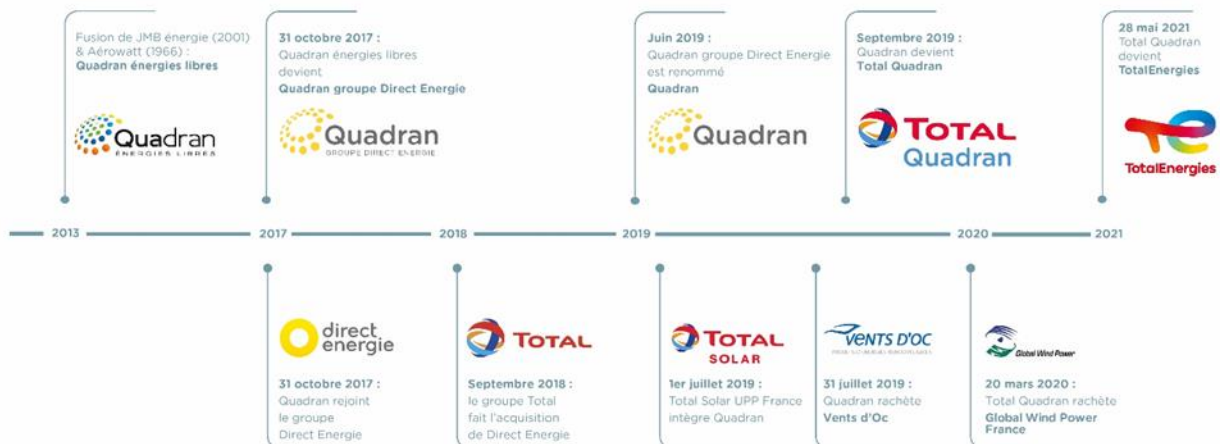 Fusion de JMB énergie (2001)
& Aérowatt (1966) :
Quadran énergies libres
Quadran
ÉNERGIES LIBRES
31 octobre 2017 :
Quadran énergies libres
devient
Quadran groupe Direct Energie
Quadran
GROUPE DIRECT ENERGIE
Juin 2019 :
Quadran groupe Direct Energie
est renommé
Quadran
Quadran
Septembre 2019 :
Quadran devient
Total Quadran
TOTAL
Quadran
28 mai 2021
Total Quadran
devient
TotalEnergies
TotalEnergies
2013
2017
2018
2019
2020
2021
direct
energie
31 octobre 2017 :
Quadran rejoint
le groupe
Direct Energie
TOTAL
Septembre 2018 :
le groupe Total
fait l'acquisition
de Direct Energie
TOTAL
SOLAR
1er juillet 2019 :
Total Solar UPP France
intègre Quadran
VENTS D'OC
31 juillet 2019 :
Quadran rachète
Vents d'Oc
Global Wind Power
20 mars 2020 :
Total Quadran rachète
Global Wind Power
France